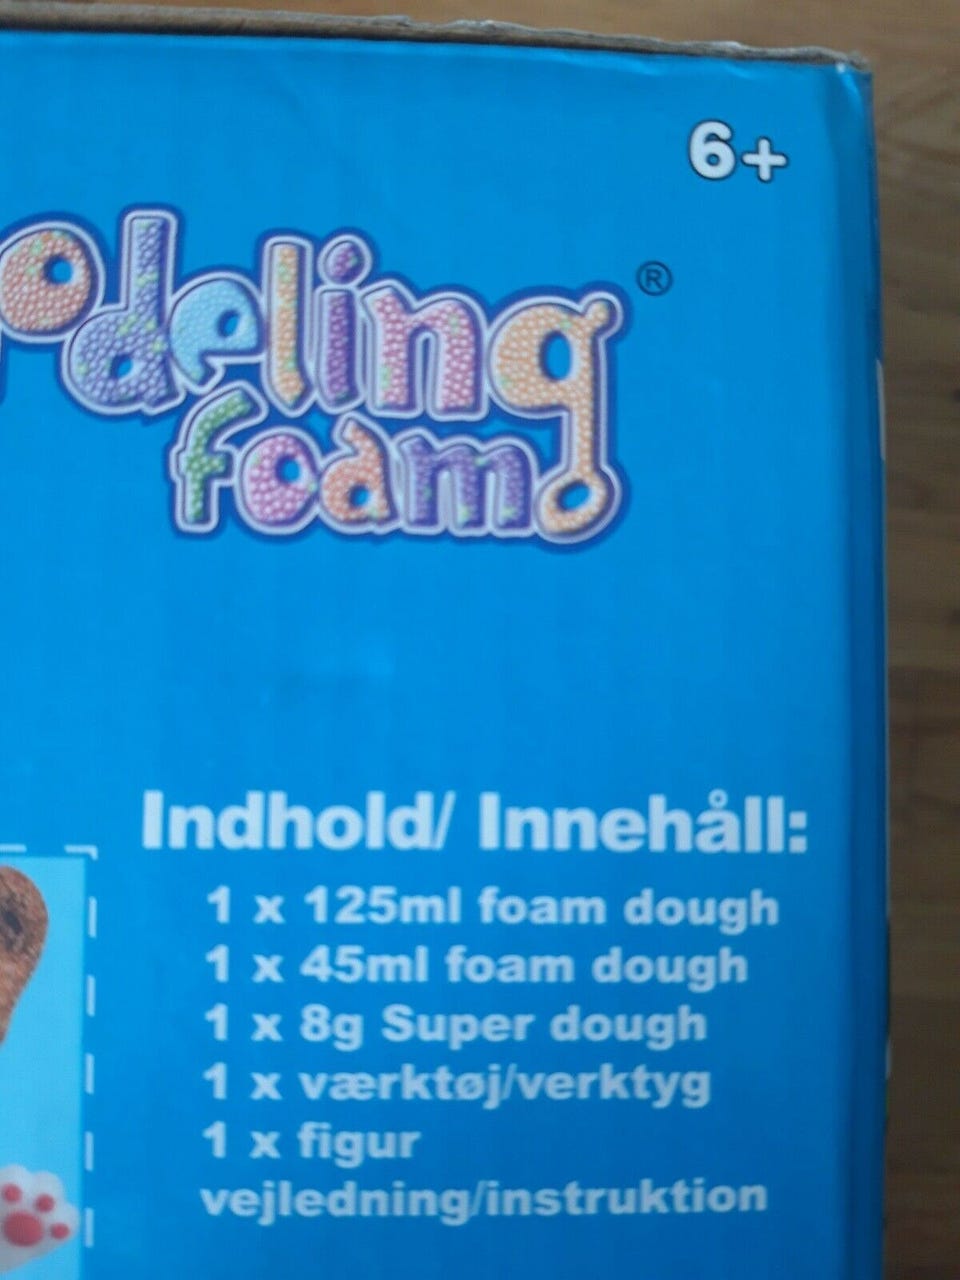 6+
odeling®
foam
Indhold/ Innehåll:
1 x 125ml foam dough
1 x 45ml foam dough
1 x 8g Super dough
1 x værktøj/verktyg
1 x figur
vejledning/instruktion